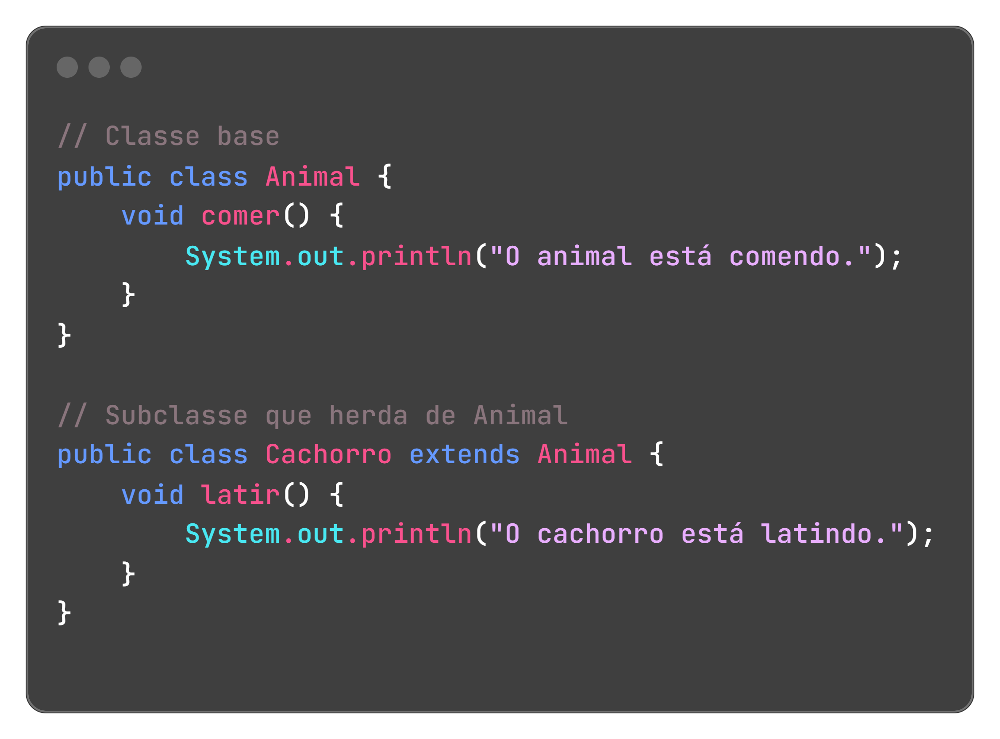 // Classe base
public class Animal {
    void comer() {
        System.out.println("O animal está comendo.");
    }
}

// Subclasse que herda de Animal
public class Cachorro extends Animal {
    void latir() {
        System.out.println("O cachorro está latindo.");
    }
}